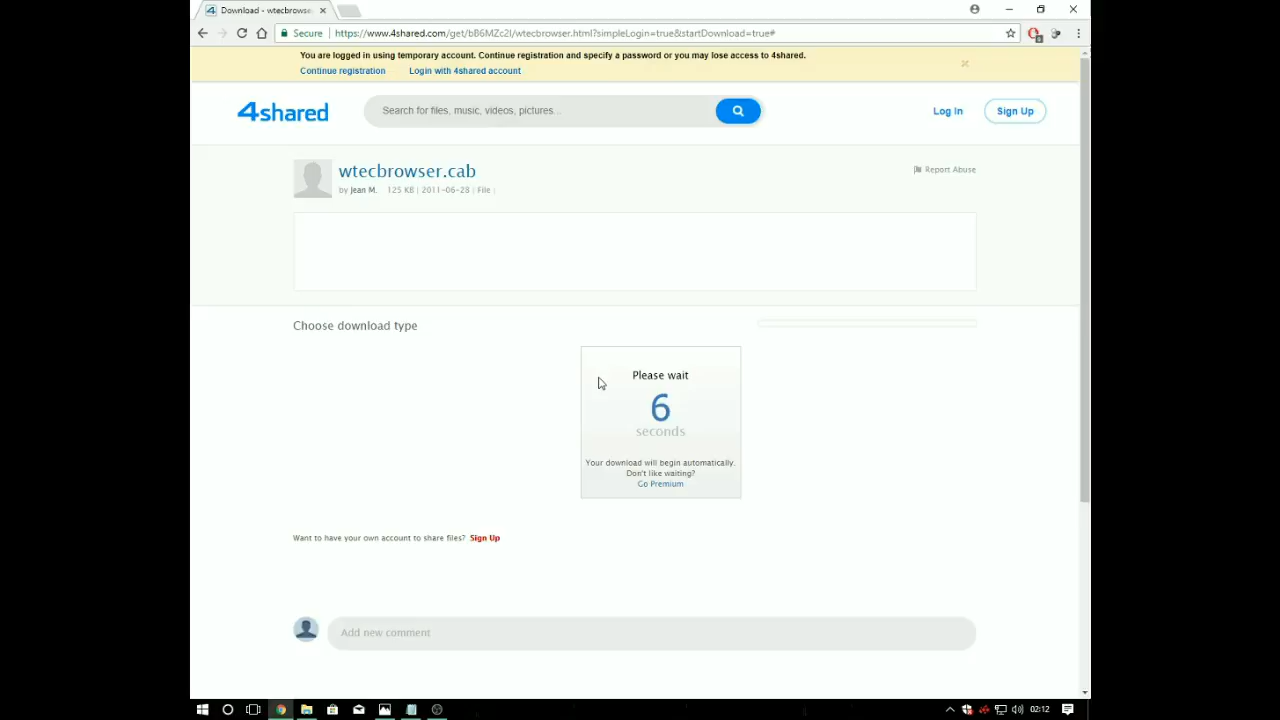 Download - wtecbrowse
Secure | https://www.4shared.com/get/bB6MZc2I/wtecbrowser.html?simpleLogin=true&startDownload=true#
You are logged in using temporary account. Continue registration and specify a password or you may lose access to 4shared.
Continue registration Login with 4shared account
4shared
Search for files, music, videos, pictures...
Log In Sign Up
wtecbrowser.cab
Report Abuse
by Jean M. 125 KB | 2011-06-28 | File |
Choose download type
Please wait
6
seconds
Your download will begin automatically.
Don't like waiting?
Go Premium
Want to have your own account to share files? Sign Up
Add new comment
02:12